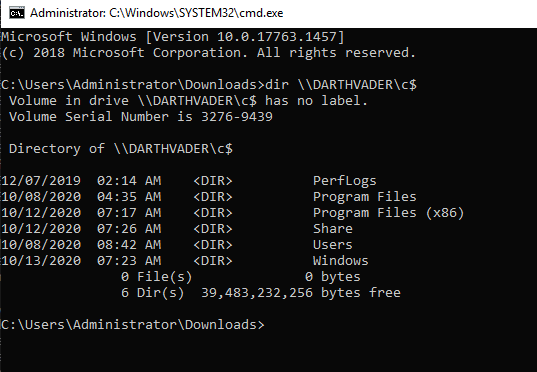 Administrator: C:\Windows\SYSTEM32\cmd.exe
Microsoft Windows [Version 10.0.17763.1457]
(c) 2018 Microsoft Corporation. All rights reserved.
C:\Users\Administrator\Downloads>dir \\DARTHVADER\c$
Volume in drive \\DARTHVADER\c$ has no label.
Volume Serial Number is 3276-9439
Directory of \\DARTHVADER\c$
12/07/2019  02:14 AM    <DIR>          PerfLogs
10/08/2020  04:35 AM    <DIR>          Program Files
10/12/2020  07:17 AM    <DIR>          Program Files (x86)
10/12/2020  07:26 AM    <DIR>          Share
10/08/2020  08:42 AM    <DIR>          Users
10/13/2020  07:23 AM    <DIR>          Windows
0 File(s)              0 bytes
6 Dir(s)  39,483,232,256 bytes free
C:\Users\Administrator\Downloads>